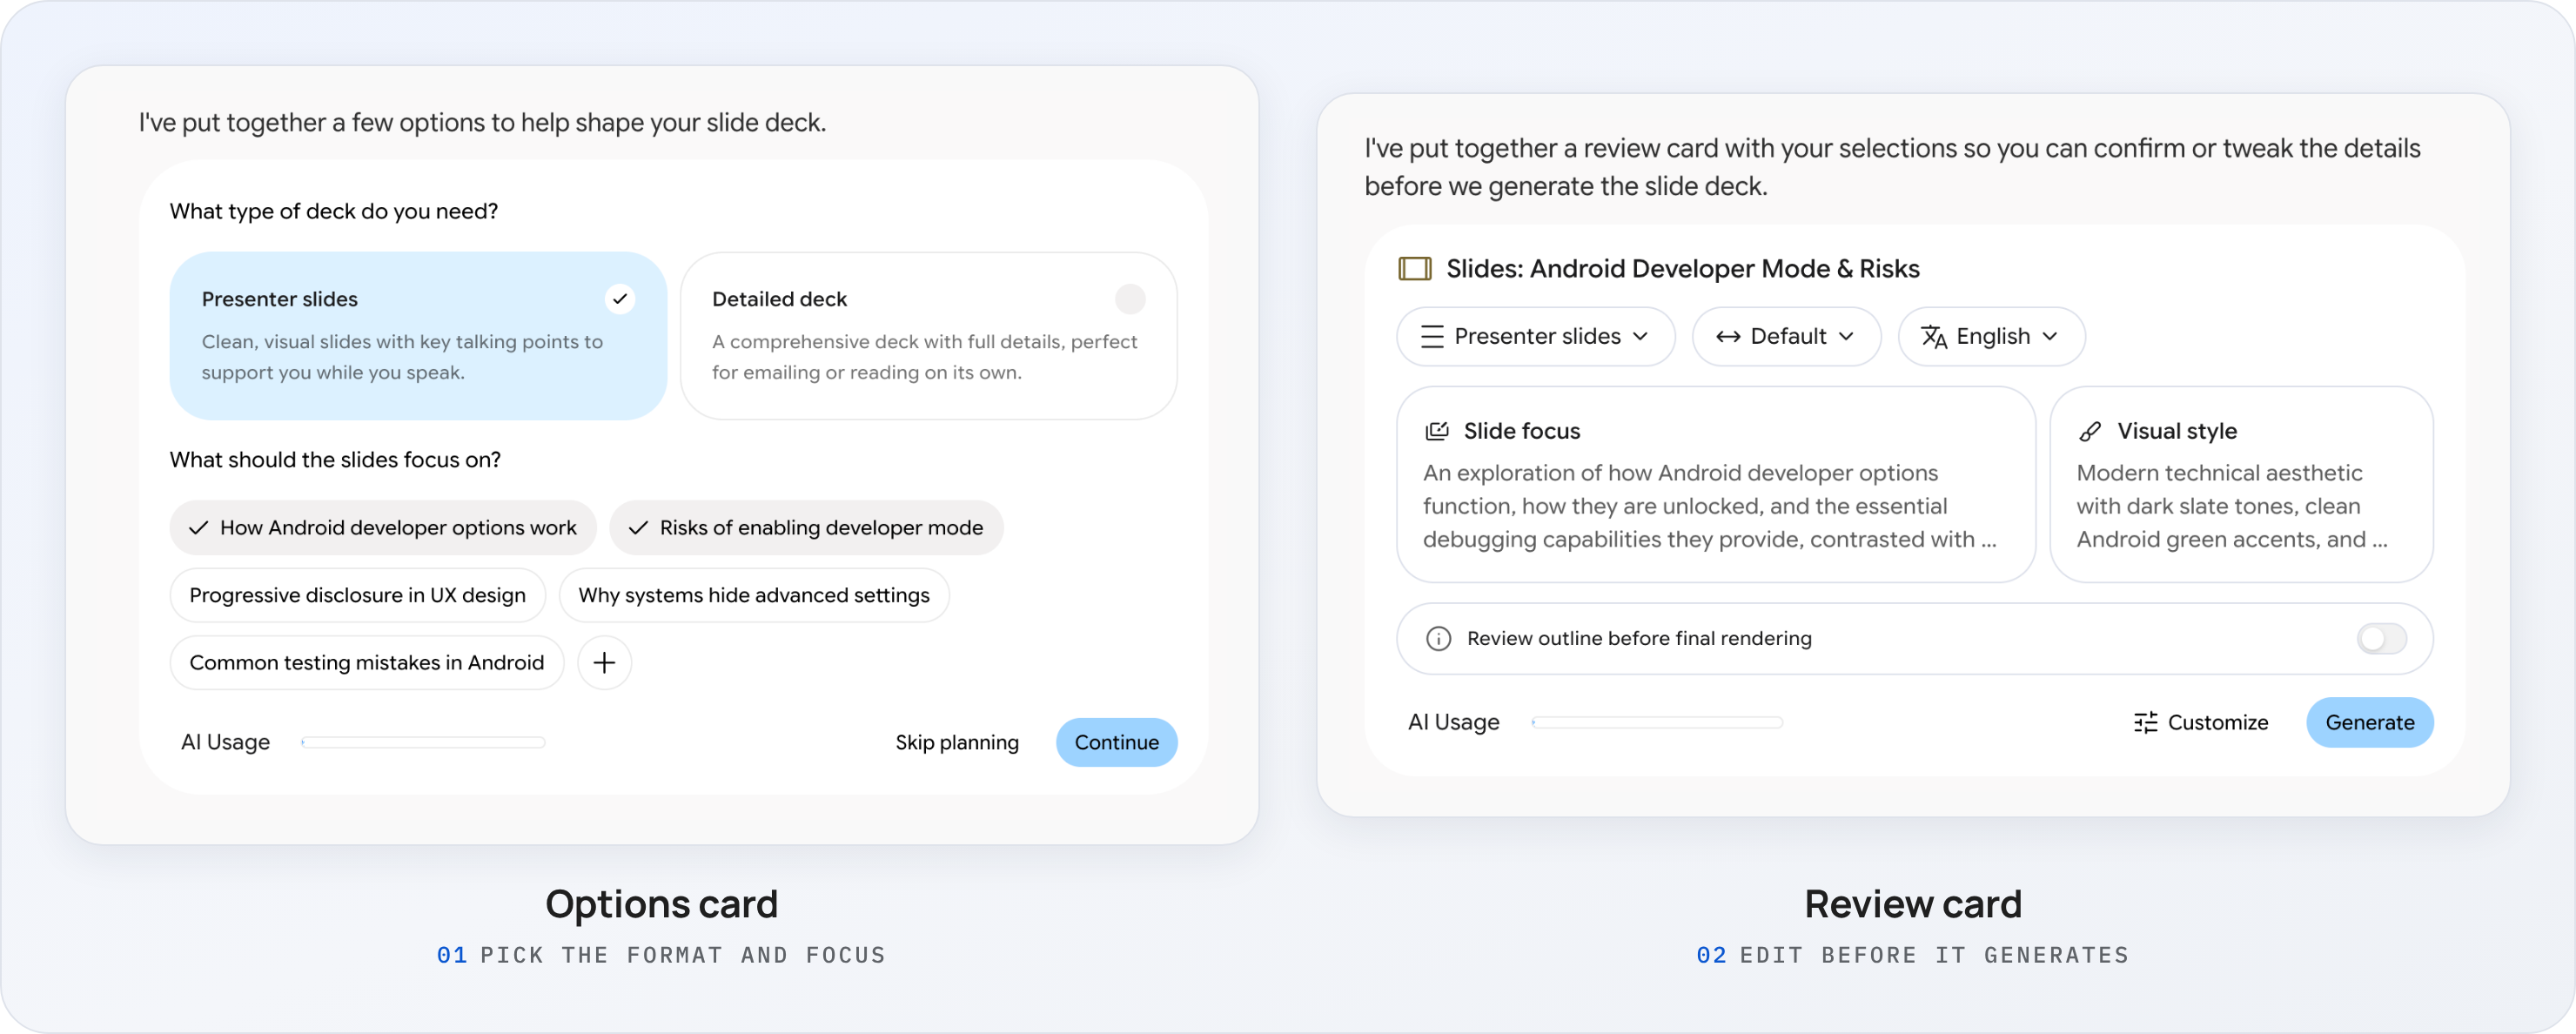 I've put together a few options to help shape your slide deck.
What type of deck do you need?
Presenter slides
Clean, visual slides with key talking points to
support you while you speak.
Detailed deck
A comprehensive deck with full details, perfect
for emailing or reading on its own.
What should the slides focus on?
How Android developer options work
Risks of enabling developer mode
Progressive disclosure in UX design
Why systems hide advanced settings
Common testing mistakes in Android
AI Usage
Skip planning
Continue
Options card
01 PICK THE FORMAT AND FOCUS
I've put together a review card with your selections so you can confirm or tweak the details
before we generate the slide deck.
Slides: Android Developer Mode & Risks
Presenter slides
Default
English
Slide focus
An exploration of how Android developer options
function, how they are unlocked, and the essential
debugging capabilities they provide, contrasted with ...
Visual style
Modern technical aesthetic
with dark slate tones, clean
Android green accents, and ...
Review outline before final rendering
AI Usage
Customize
Generate
Review card
02 EDIT BEFORE IT GENERATES